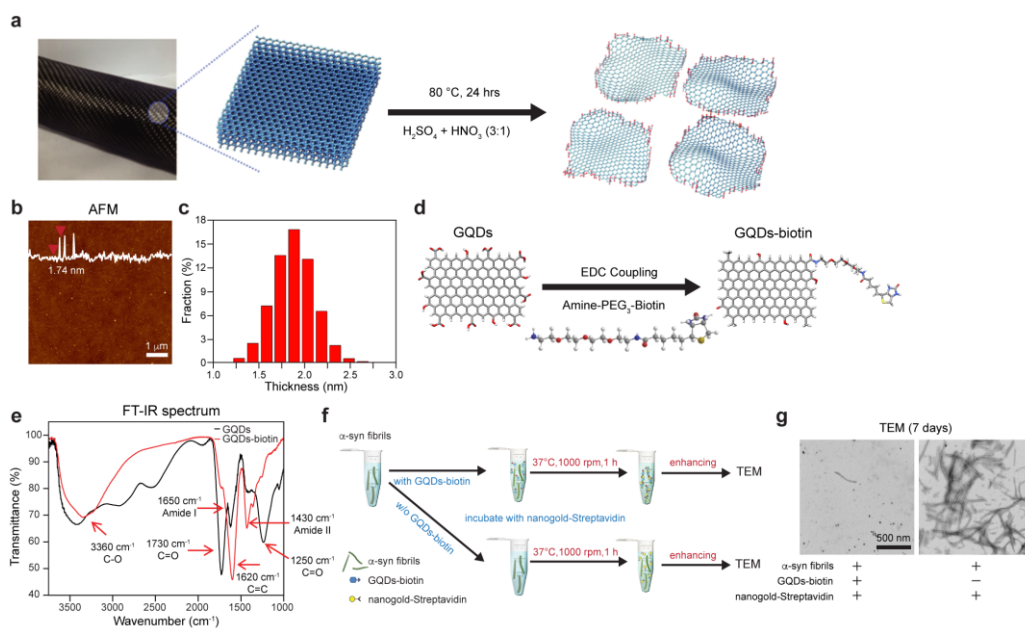 a
80 °C, 24 hrs
H₂SO₄ + HNO₃ (3:1)
b
AFM
1.74 nm
1 μm
c
Fraction (%)
18
15
12
9
6
3
0
1.0 1.5 2.0 2.5 3.0
Thickness (nm)
d
GQDs
GQDs-biotin
EDC Coupling
Amine-PEG₃-Biotin
e
FT-IR spectrum
GQDs
GQDs-biotin
Transmittance (%)
100
90
80
70
60
50
40
1650 cm⁻¹
Amide I
1430 cm⁻¹
Amide II
3360 cm⁻¹
C-O
1730 cm⁻¹
C=O
1620 cm⁻¹
C=C
1250 cm⁻¹
C=O
3500 3000 2500 2000 1500 1000
Wavenumber (cm⁻¹)
f
α-syn fibrils
with GQDs-biotin
w/o GQDs-biotin
37°C,1000 rpm,1 h
enhancing
TEM
incubate with nanogold-Streptavidin
37°C,1000 rpm,1 h
enhancing
TEM
α-syn fibrils
GQDs-biotin
nanogold-Streptavidin
g
TEM (7 days)
500 nm
α-syn fibrils + +
GQDs-biotin + −
nanogold-Streptavidin + +